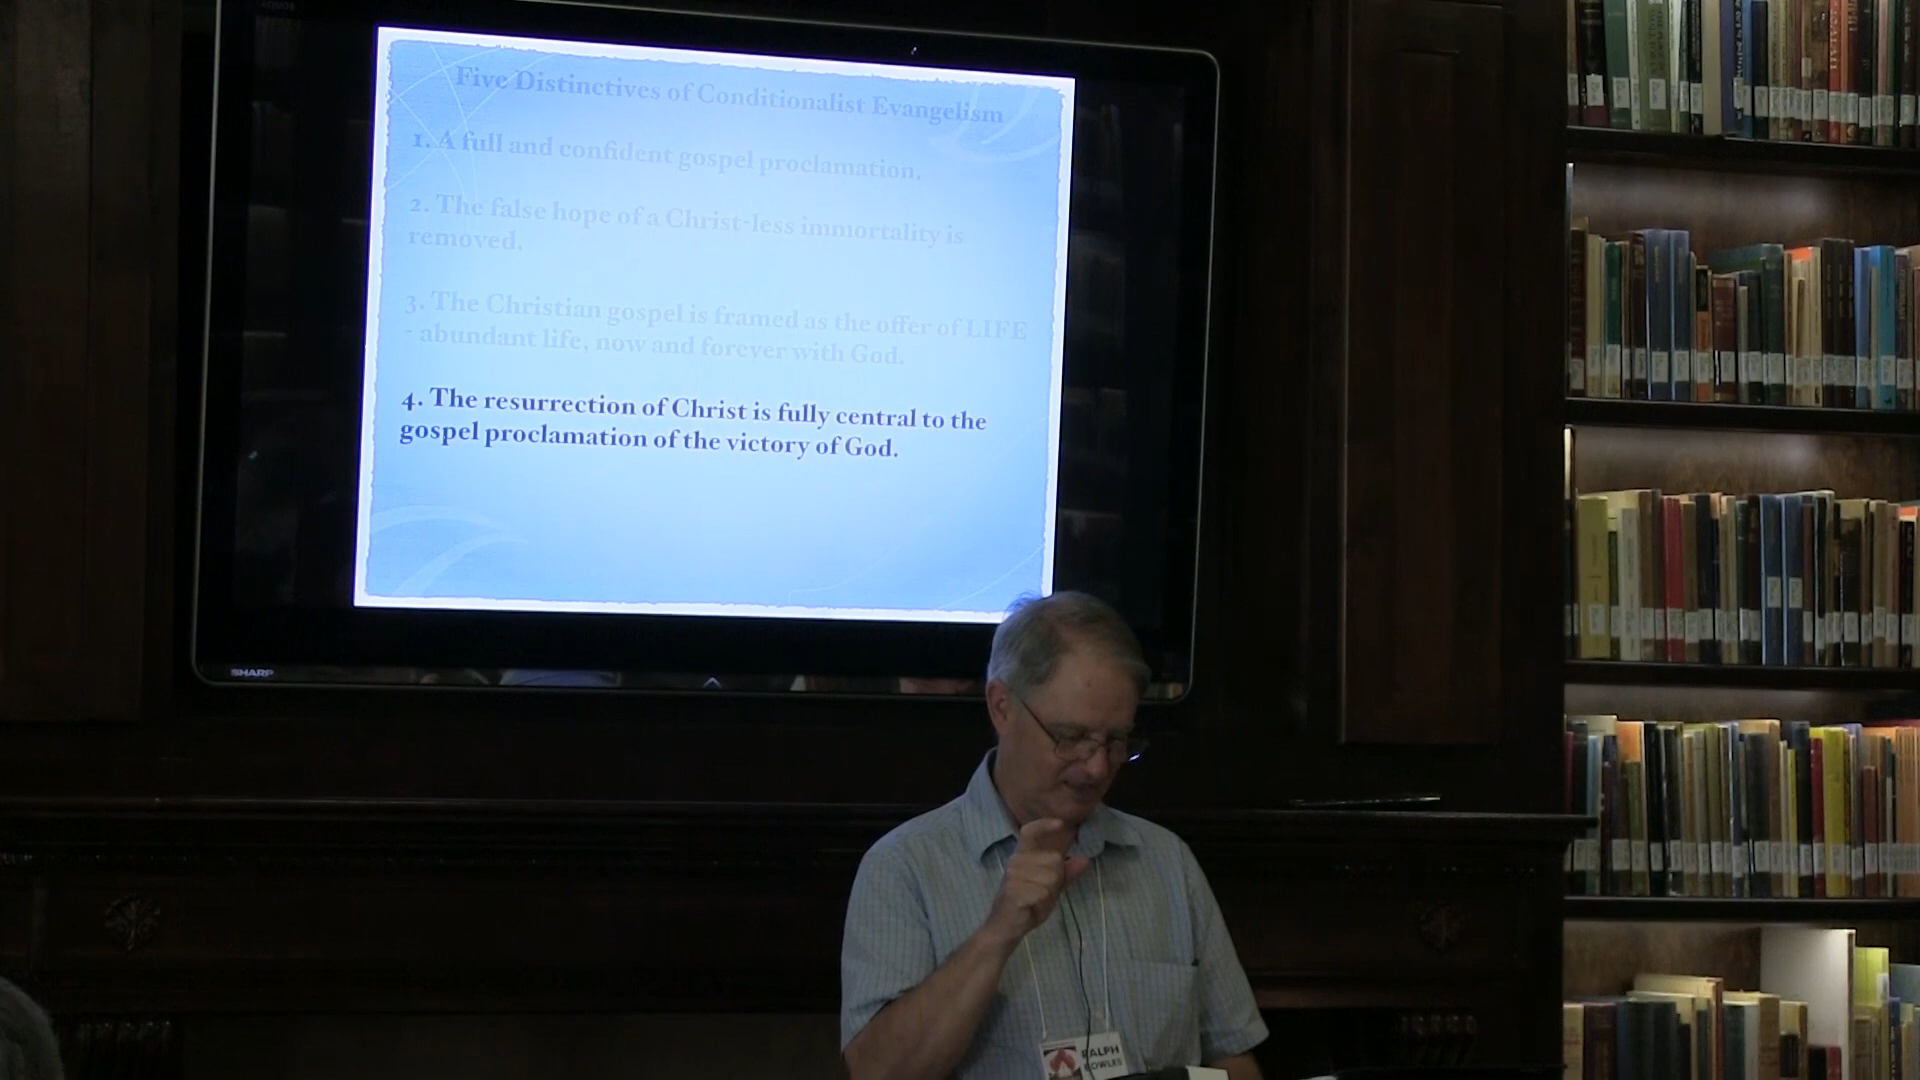 Five Distinctives of Conditionalist Evangelism
1. A full and confident gospel proclamation.
2. The false hope of a Christ-less immortality is
removed.
3. The Christian gospel is framed as the offer of LIFE
- abundant life, now and forever with God.
4. The resurrection of Christ is fully central to the
gospel proclamation of the victory of God.
SHARP
RALPH
BOWLES